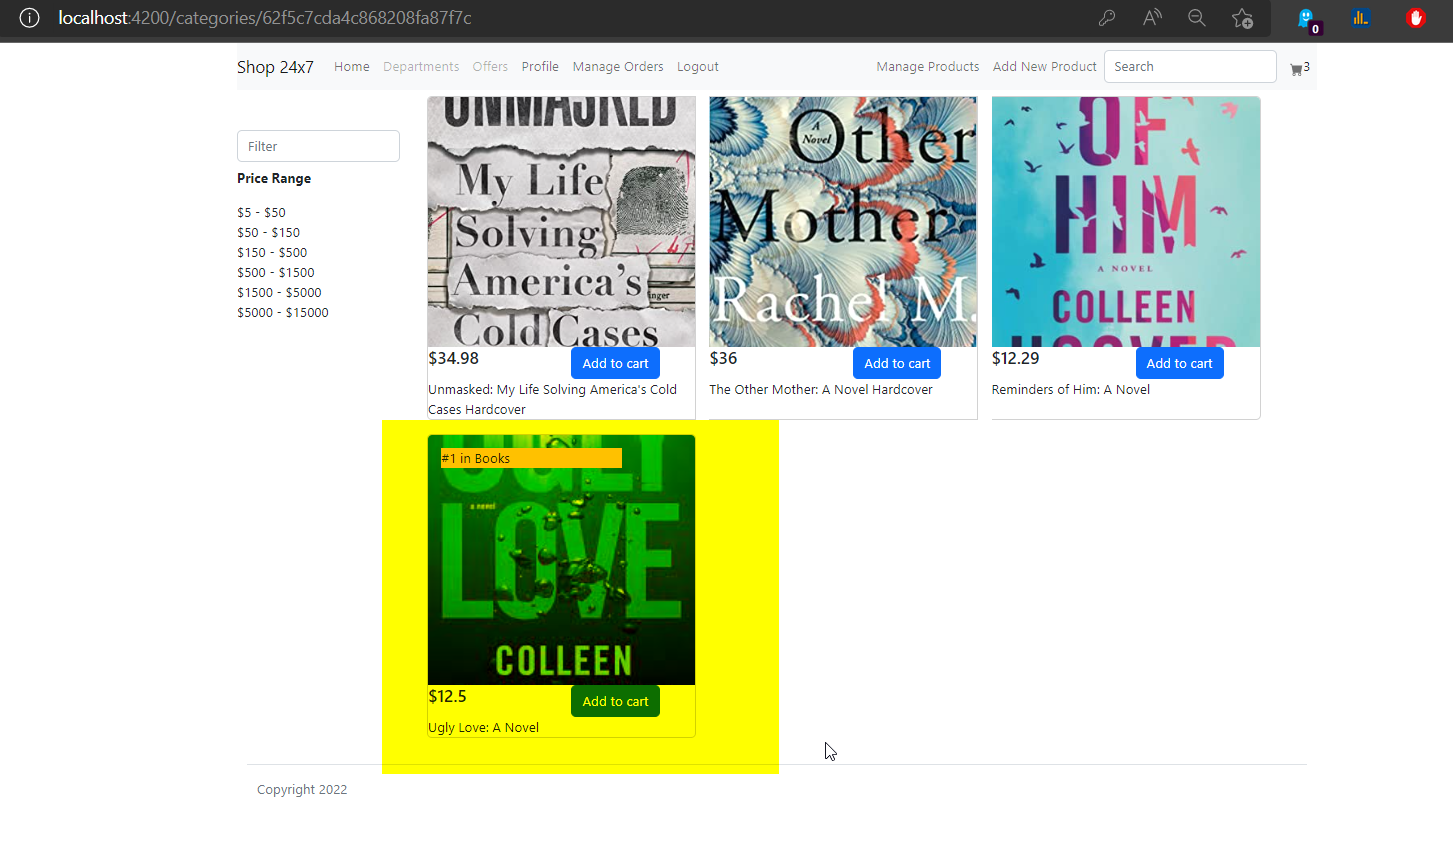 localhost:4200/categories/62f5c7cda4c868208fa87f7c
0
Shop 24x7 Home Departments Offers Profile Manage Orders Logout Manage Products Add New Product Search 3
Filter
Price Range
$5 - $50
$50 - $150
$150 - $500
$500 - $1500
$1500 - $5000
$5000 - $15000
UNMASKED
My Life
Solving
America's
Cold Cases
$34.98 Add to cart
Unmasked: My Life Solving America's Cold
Cases Hardcover
A
Novel
Other
Mother
Rachel M.
$36 Add to cart
The Other Mother: A Novel Hardcover
OF
HIM
A NOVEL
COLLEEN
HOOVER
$12.29 Add to cart
Reminders of Him: A Novel
#1 in Books
UGLY
a novel
LOVE
COLLEEN
$12.5 Add to cart
Ugly Love: A Novel
Copyright 2022